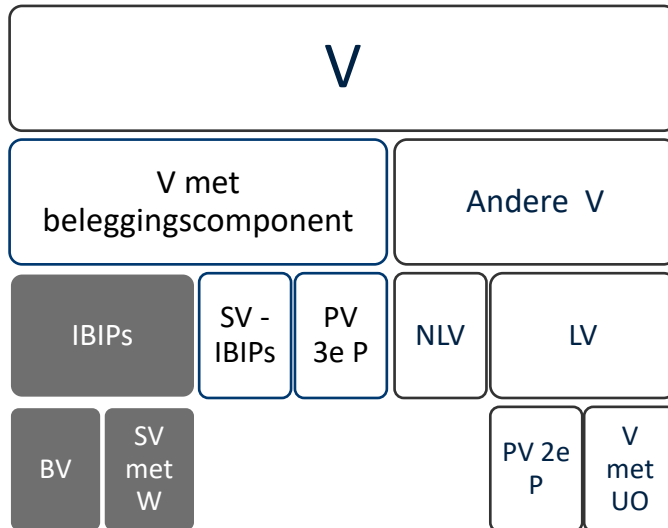 V
V met
beleggingscomponent
Andere V
IBIPs
SV -
IBIPs
PV
3e P
NLV
LV
BV
SV
met
W
PV 2e
P
V
met
UO